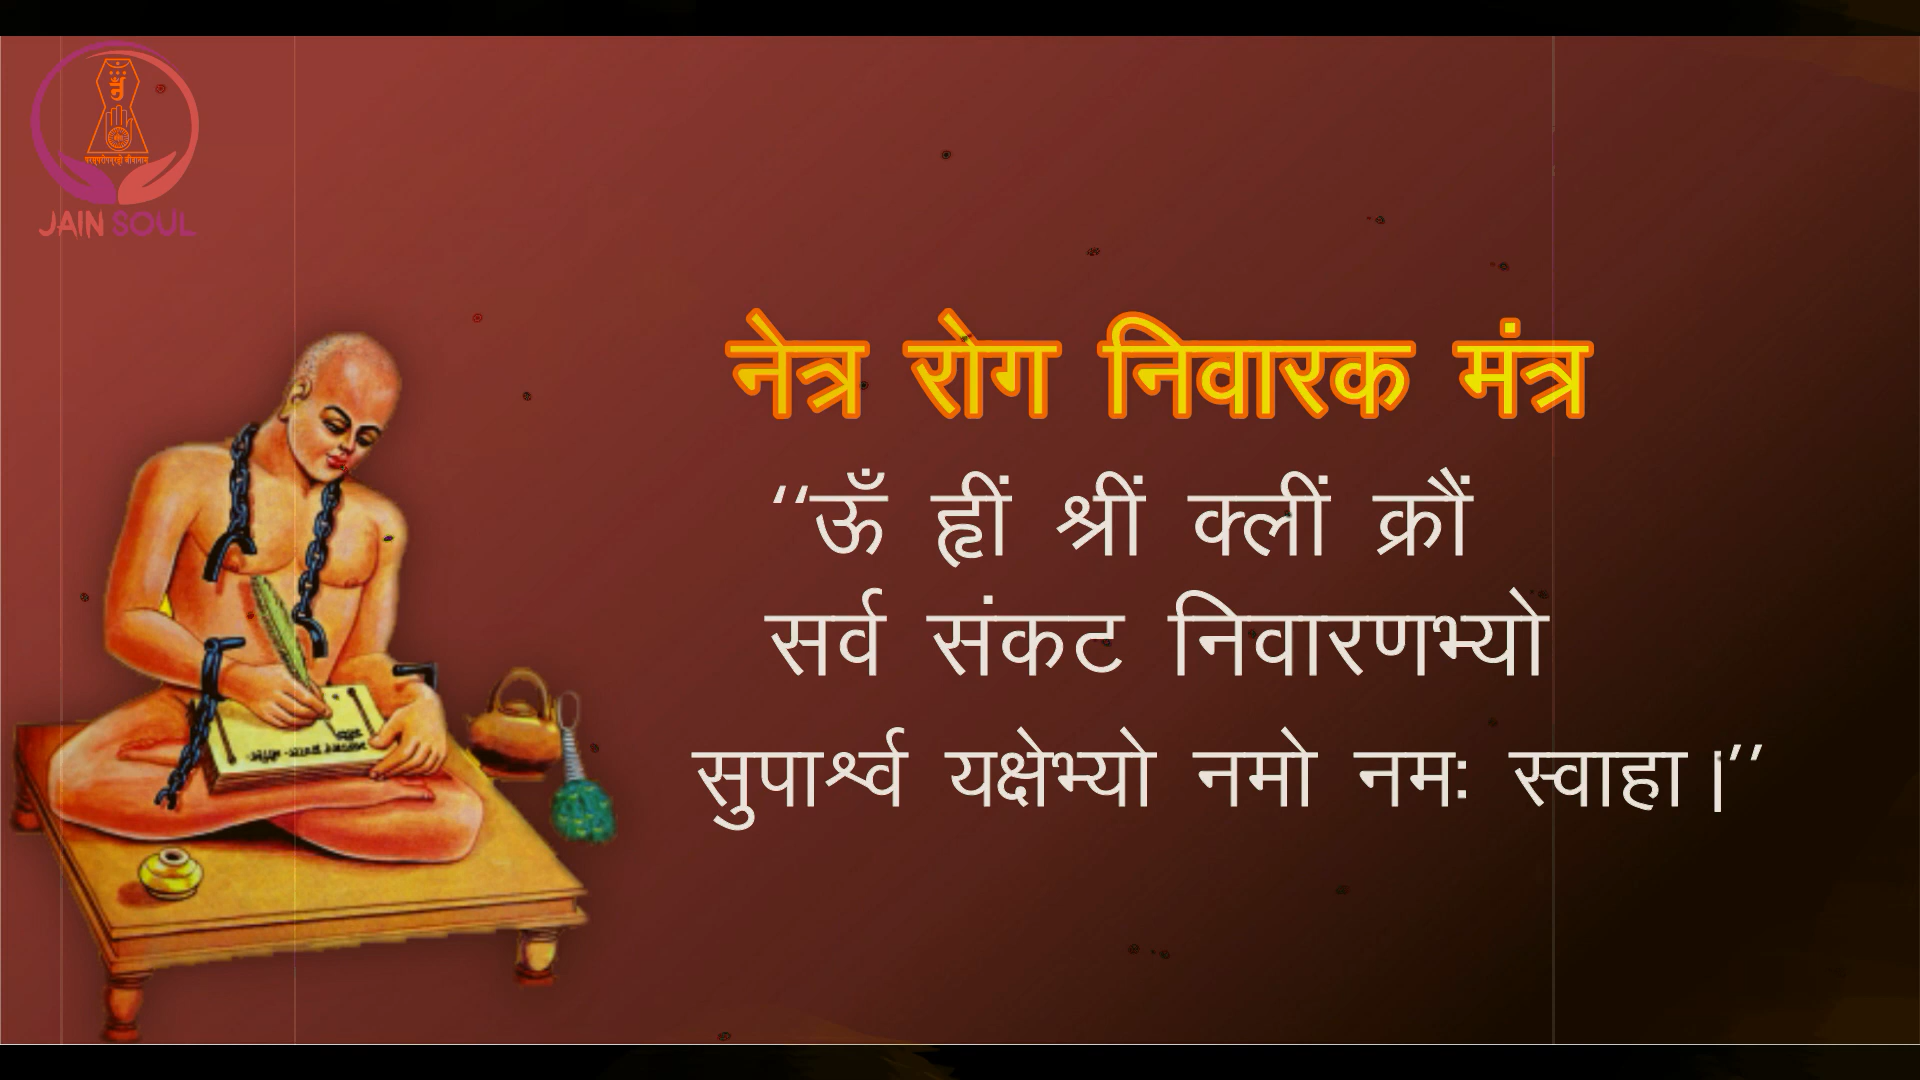 JAIN SOUL
नेत्र रोग निवारक मंत्र
“ऊँ ह्रीं श्रीं क्लीं क्रौं
सर्व संकट निवारणभ्यो
सुपार्श्व यक्षेभ्यो नमो नमः स्वाहा।”